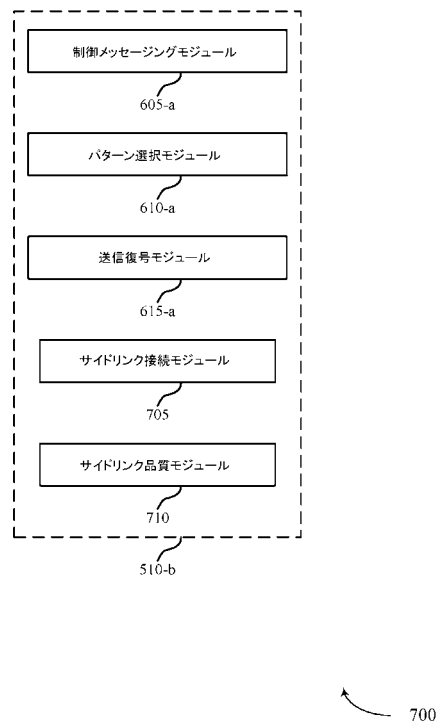 制御メッセージングモジュール
605-a
パターン選択モジュール
610-a
送信復号モジュール
615-a
サイドリンク接続モジュール
705
サイドリンク品質モジュール
710
510-b
700